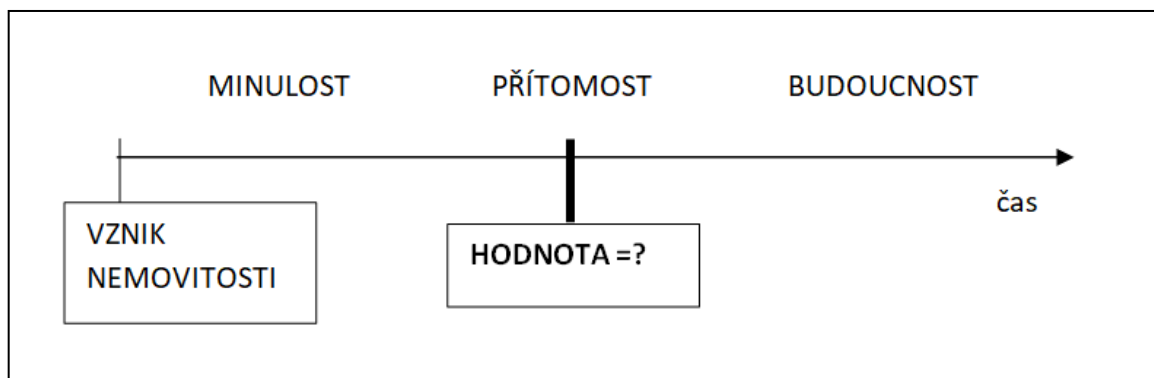 MINULOST PŘÍTOMOST BUDOUCNOST
čas
VZNIK
NEMOVITOSTI
HODNOTA =?